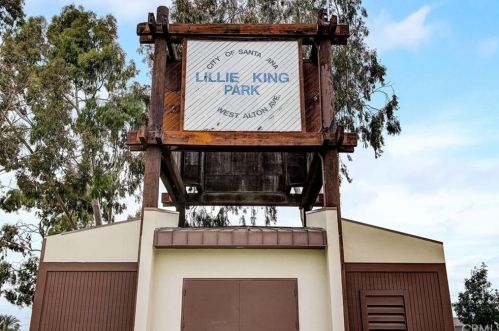 CITY OF SANTA ANA
LILLIE KING
PARK
WEST ALTON AVE.